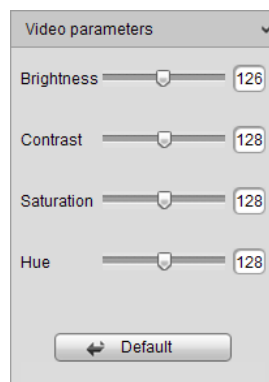 Video parameters
Brightness 126
Contrast 128
Saturation 128
Hue 128
Default